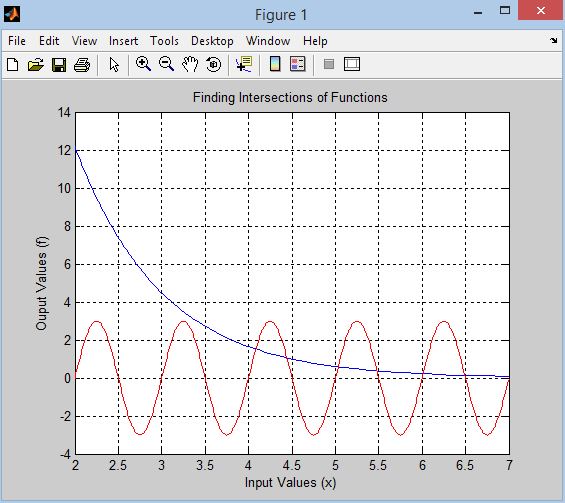 Figure 1
File Edit View Insert Tools Desktop Window Help
Finding Intersections of Functions
14
12
10
8
6
4
2
0
-2
-4
Ouput Values (f)
2 2.5 3 3.5 4 4.5 5 5.5 6 6.5 7
Input Values (x)